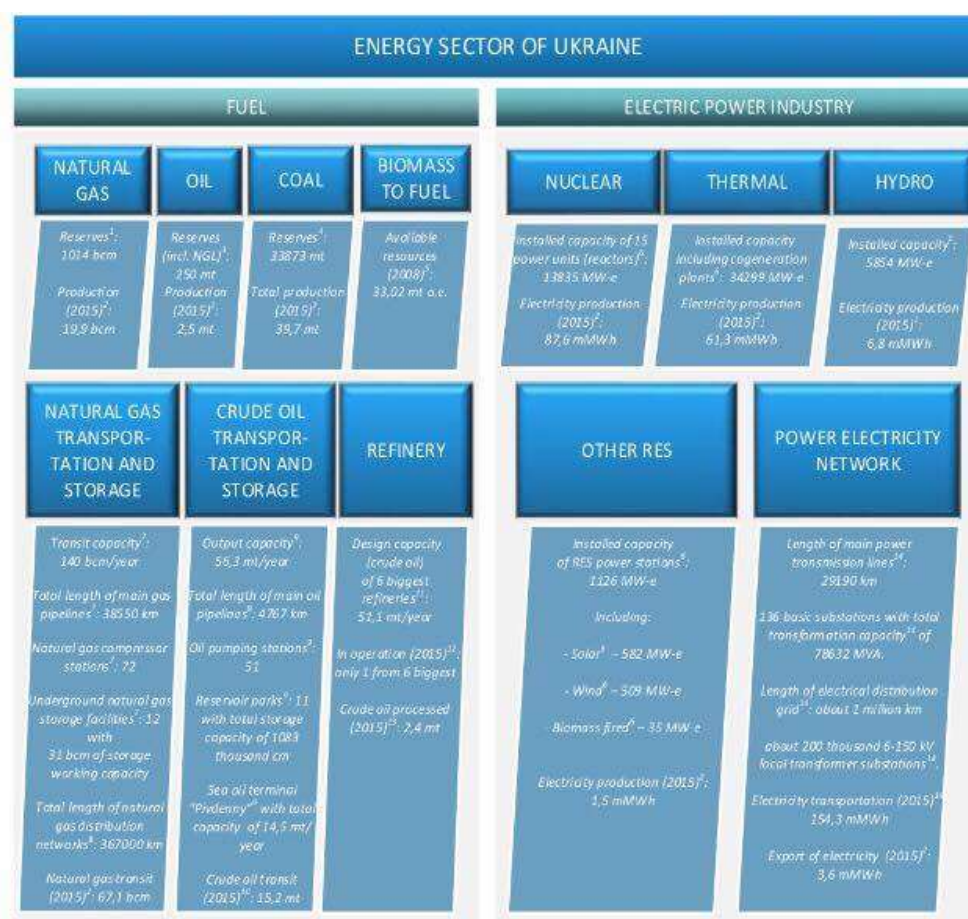 ENERGY SECTOR OF UKRAINE
FUEL
NATURAL
GAS
OIL
COAL
BIOMASS
TO FUEL
Reserves¹:
1014 bcm
Production
(2015)²:
19,9 bcm
Reserves
(incl. NGL)³:
150 mt
Production
(2015)²:
2,5 mt
Reserves⁴:
33873 mt
Total production
(2015)²:
39,7 mt
Available
resources
(2008)⁵:
33,02 mt o.e.
NATURAL GAS
TRANSPOR-
TATION AND
STORAGE
CRUDE OIL
TRANSPOR-
TATION AND
STORAGE
REFINERY
Transit capacity⁷:
140 bcm/year
Total length of main gas
pipelines⁷: 38550 km
Natural gas compressor
stations⁷: 72
Underground natural gas
storage facilities⁷: 12
with
31 bcm of storage
working capacity
Total length of natural
gas distribution
networks⁸: 367000 km
Natural gas transit
(2015)²: 67,1 bcm
Output capacity⁹:
56,3 mt/year
Total length of main oil
pipelines⁹: 4767 km
Oil pumping stations⁹:
51
Reservoir parks⁹: 11
with total storage
capacity of 1083
thousand cm
Sea oil terminal
"Pivdenny"⁹ with total
capacity of 14,5 mt/
year
Crude oil transit
(2015)¹⁰: 15,2 mt
Design capacity
(crude oil)
of 6 biggest
refineries¹¹:
51,1 mt/year
In operation (2015)¹²:
only 1 from 6 biggest
Crude oil processed
(2015)¹³: 2,4 mt
ELECTRIC POWER INDUSTRY
NUCLEAR
THERMAL
HYDRO
Installed capacity of 15
power units (reactors)⁶:
13835 MW-e
Electricity production
(2015)²:
87,6 mMWh
Installed capacity
including cogeneration
plants⁶: 34299 MW-e
Electricity production
(2015)²:
61,3 mMWh
Installed capacity⁶:
5854 MW-e
Electricity production
(2015)²:
6,8 mMWh
OTHER RES
POWER ELECTRICITY
NETWORK
Installed capacity
of RES power stations⁶:
1126 MW-e
Including:
- Solar⁶ – 582 MW-e
- Wind⁶ – 509 MW-e
- Biomass fired⁶ – 35 MW-e
Electricity production (2015)²:
1,5 mMWh
Length of main power
transmission lines¹⁴:
29190 km
136 basic substations with total
transformation capacity¹⁴ of
78632 MVA.
Length of electrical distribution
grid¹⁴: about 1 million km
about 200 thousand 6-150 kV
local transformer substations¹⁴.
Electricity transportation (2015)¹⁴
154,3 mMWh
Export of electricity (2015)²:
3,6 mMWh